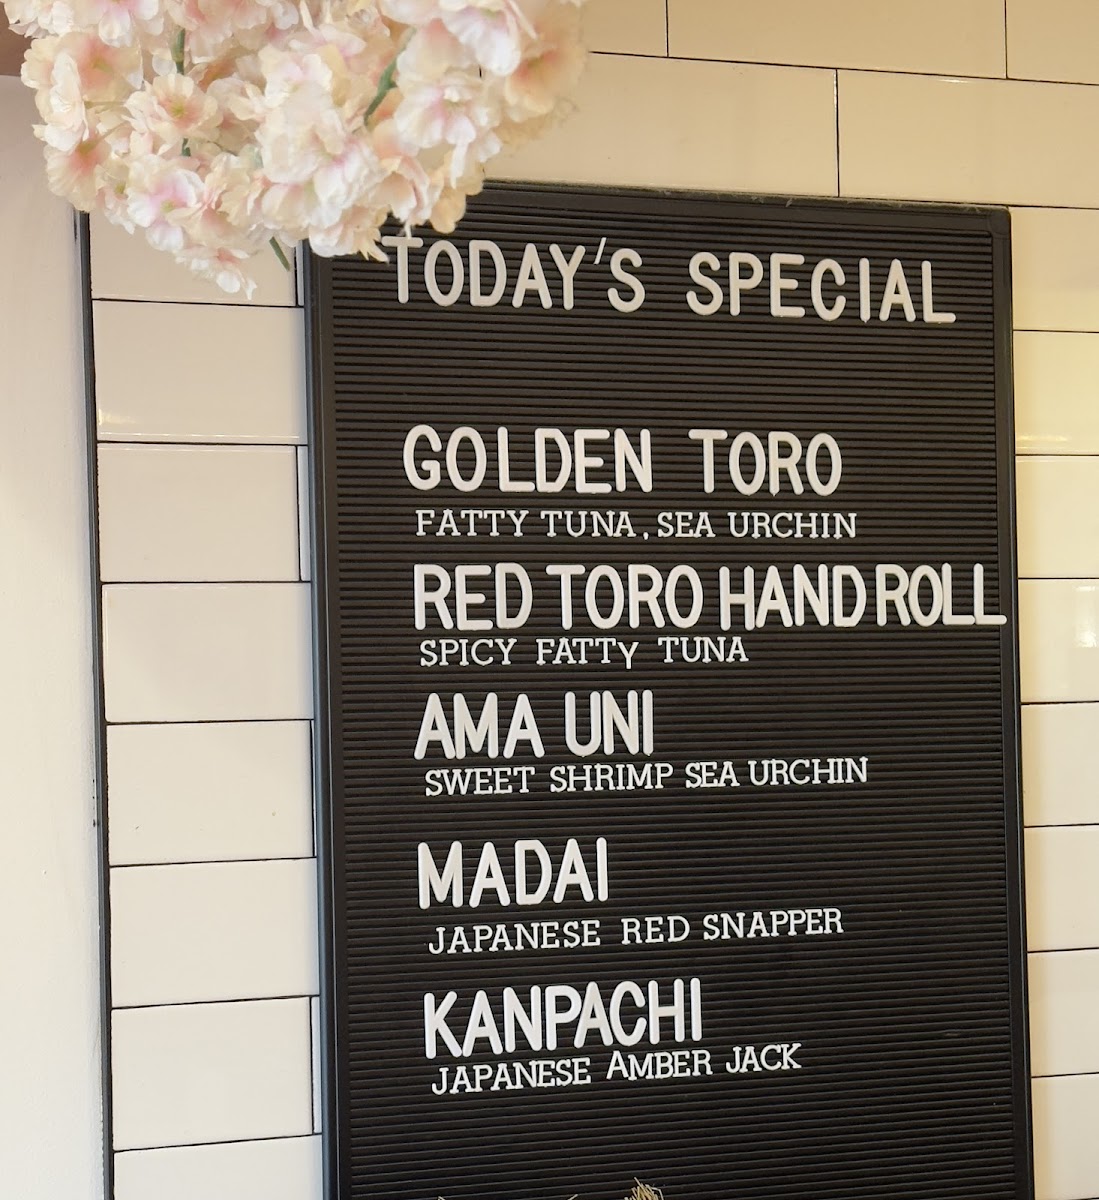 TODAY'S SPECIAL
GOLDEN TORO
FATTY TUNA, SEA URCHIN
RED TORO HAND ROLL
SPICY FATTY TUNA
AMA UNI
SWEET SHRIMP SEA URCHIN
MADAI
JAPANESE RED SNAPPER
KANPACHI
JAPANESE AMBER JACK